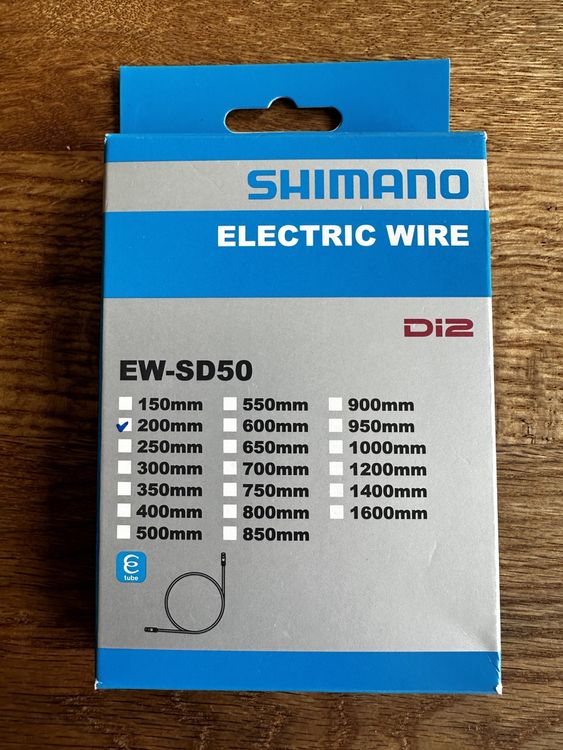 SHIMANO
ELECTRIC WIRE
Di2
EW-SD50
150mm 550mm 900mm
200mm 600mm 950mm
250mm 650mm 1000mm
300mm 700mm 1200mm
350mm 750mm 1400mm
400mm 800mm 1600mm
500mm 850mm
E
tube